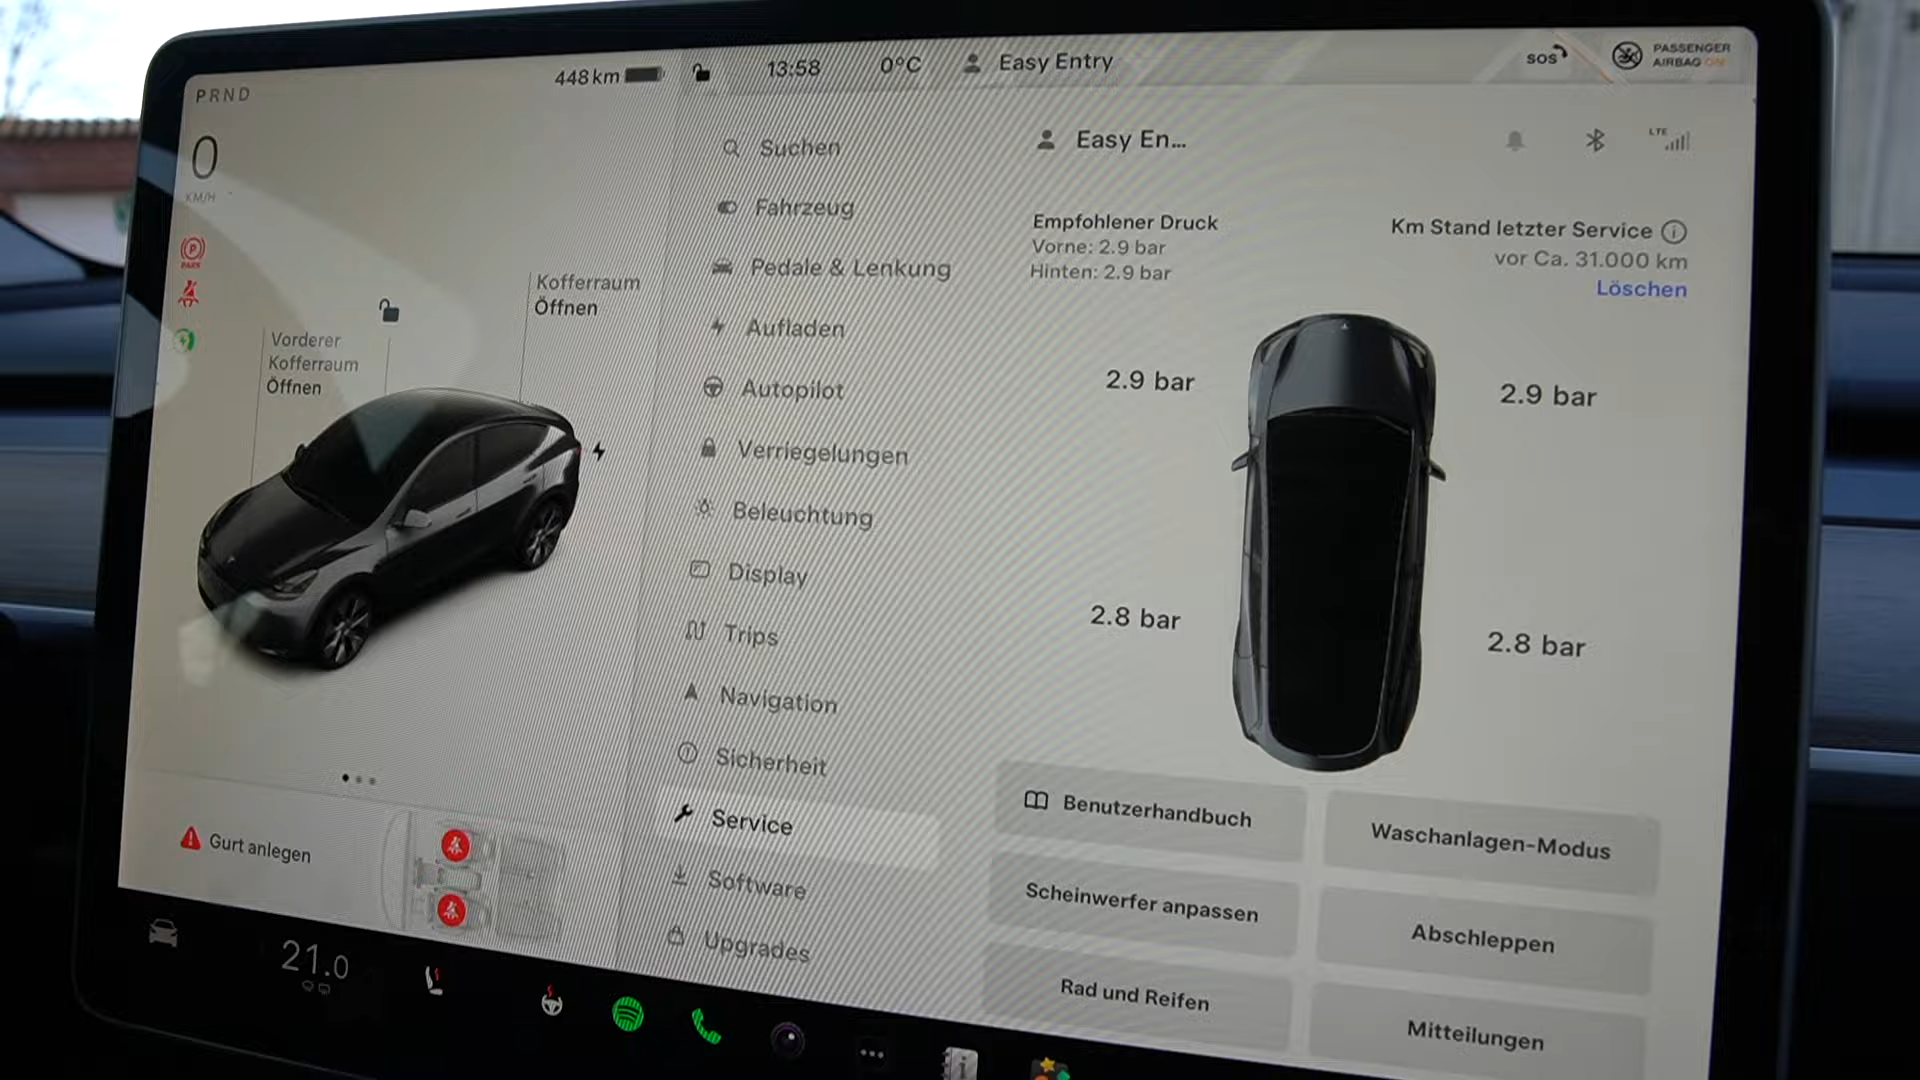 448 km
13:58
0°C
Easy Entry
SOS
PASSENGER
AIRBAG ON
PRND
0
KM/H
PARK
Vorderer
Kofferraum
Öffnen
Kofferraum
Öffnen
Gurt anlegen
Suchen
Fahrzeug
Pedale & Lenkung
Aufladen
Autopilot
Verriegelungen
Beleuchtung
Display
Trips
Navigation
Sicherheit
Service
Software
Upgrades
Easy En...
LTE
Empfohlener Druck
Vorne: 2.9 bar
Hinten: 2.9 bar
Km Stand letzter Service
vor Ca. 31.000 km
Löschen
2.9 bar
2.9 bar
2.8 bar
2.8 bar
Benutzerhandbuch
Waschanlagen-Modus
Scheinwerfer anpassen
Abschleppen
Rad und Reifen
Mitteilungen
21.0